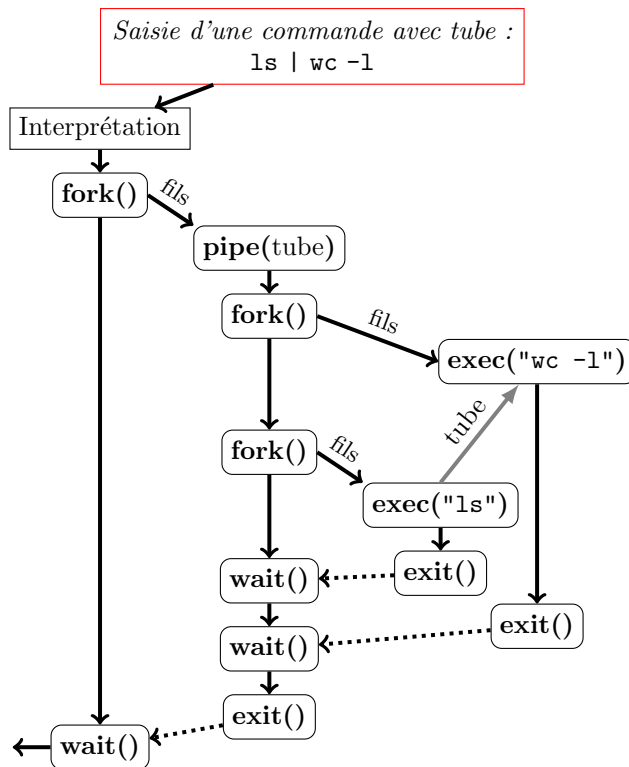 Saisie d'une commande avec tube :
ls | wc -l
Interprétation
fork()
fils
pipe(tube)
fork()
fils
exec("wc -l")
tube
fork()
fils
exec("ls")
wait()
exit()
wait()
exit()
exit()
wait()